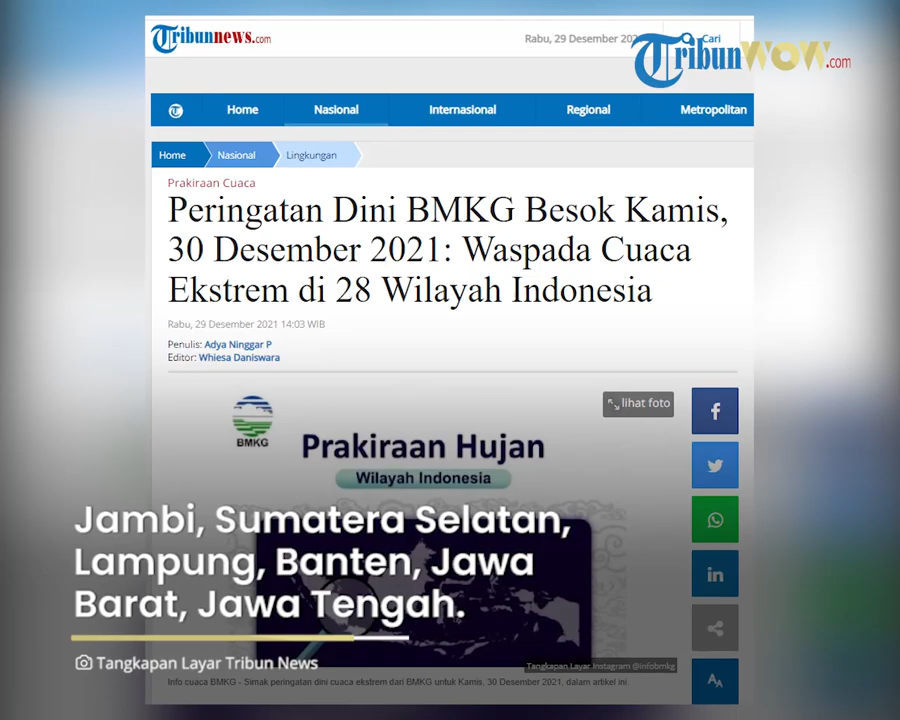 Tribunnews.com
Rabu, 29 Desember 202
Cari
TribunWOW.com
Home Nasional Internasional Regional Metropolitan
Home Nasional Lingkungan
Prakiraan Cuaca
Peringatan Dini BMKG Besok Kamis,
30 Desember 2021: Waspada Cuaca
Ekstrem di 28 Wilayah Indonesia
Rabu, 29 Desember 2021 14:03 WIB
Penulis: Adya Ninggar P
Editor: Whiesa Daniswara
lihat foto
BMKG
Prakiraan Hujan
Wilayah Indonesia
Jambi, Sumatera Selatan,
Lampung, Banten, Jawa
Barat, Jawa Tengah.
Tangkapan Layar Tribun News
Tangkapan Layar Instagram @infobmkg
Info cuaca BMKG - Simak peringatan dini cuaca ekstrem dari BMKG untuk Kamis, 30 Desember 2021, dalam artikel ini.
AA